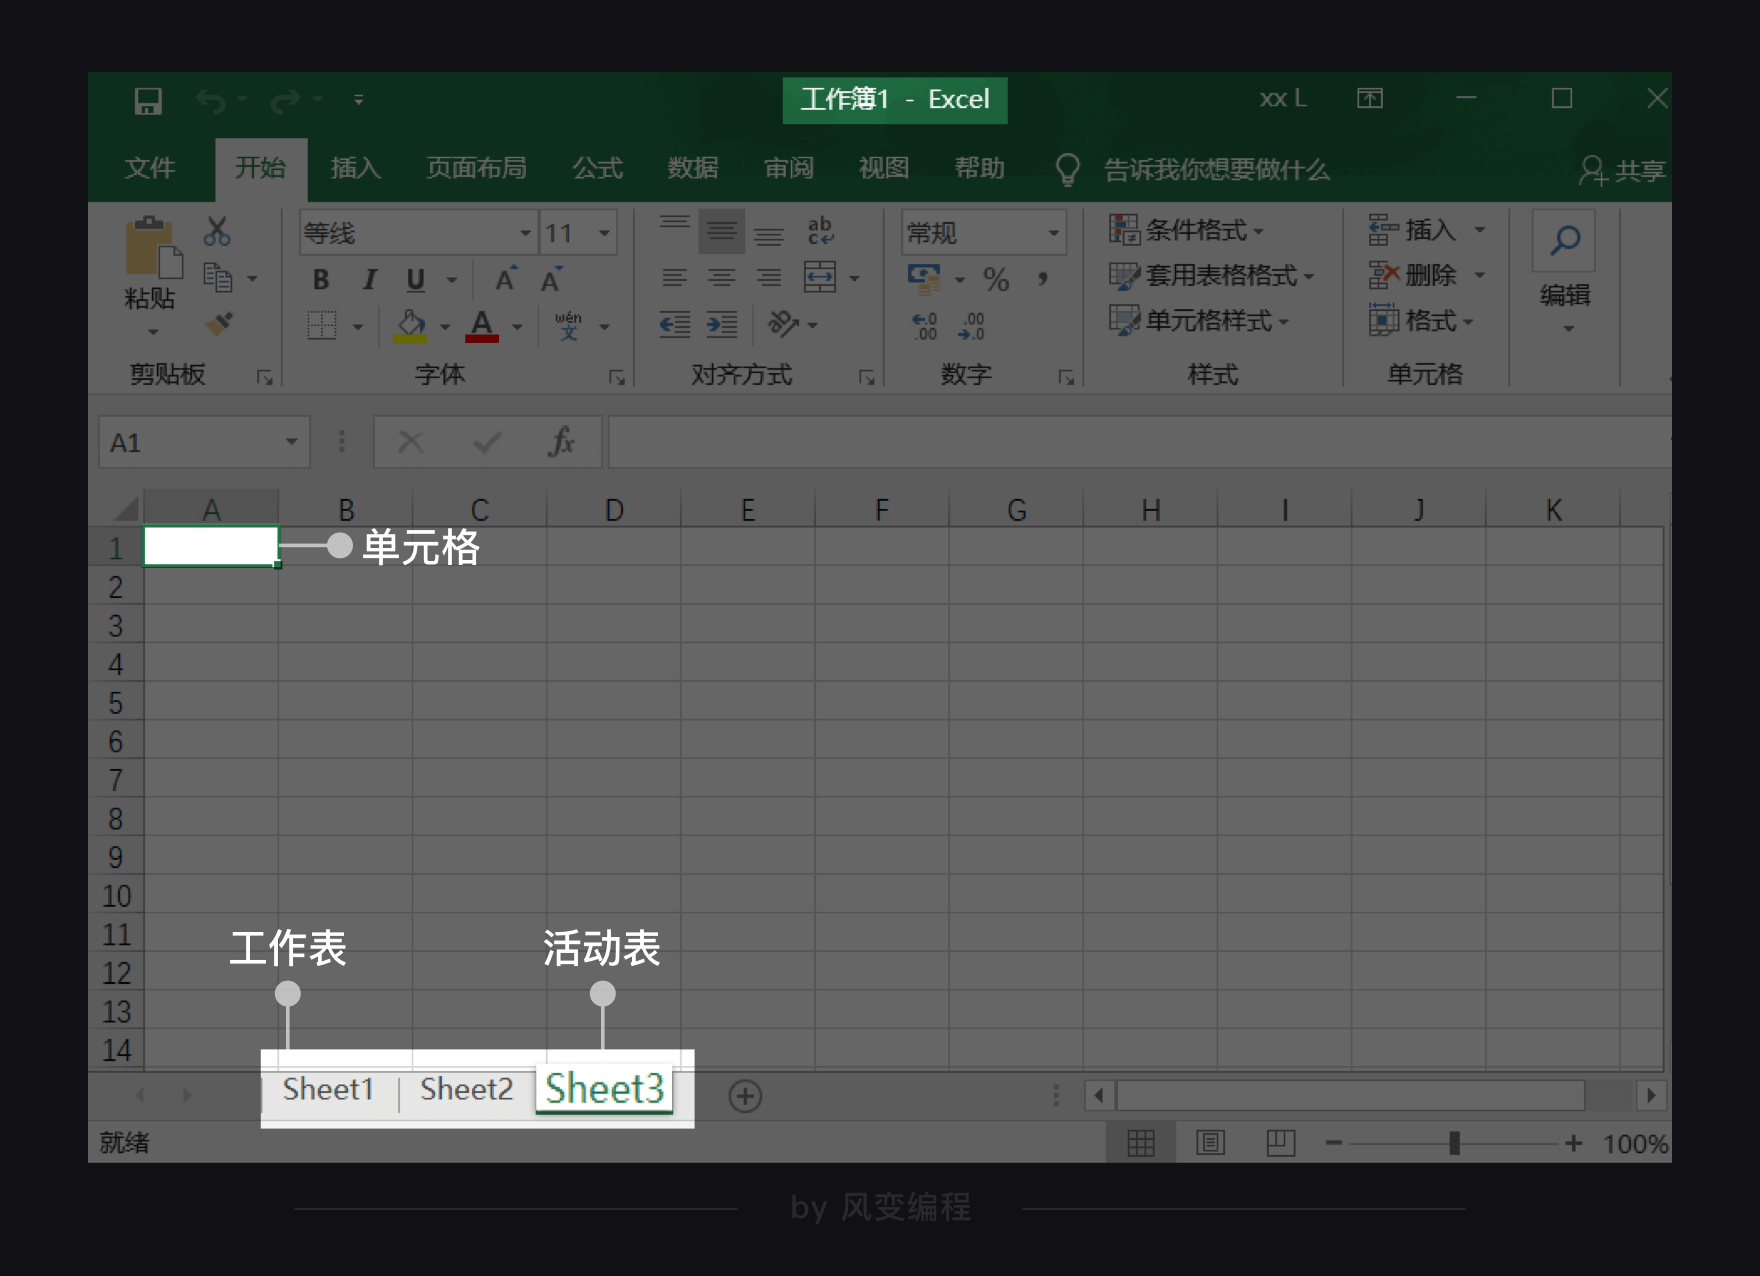 工作簿1 - Excel
xx L
文件 开始 插入 页面布局 公式 数据 审阅 视图 帮助 告诉我你想要做什么 共享
等线 11 ab c 常规 条件格式 插入
B I U A A % , 套用表格格式 删除
粘贴 编辑
A wén 文 .0 .00 .00 .0 单元格样式 格式
剪贴板 字体 对齐方式 数字 样式 单元格
A1 fx
A B C D E F G H I J K
1 单元格
2
3
4
5
6
7
8
9
10
11
工作表 活动表
12
13
14
Sheet1 Sheet2 Sheet3
就绪 100%
by 风变编程